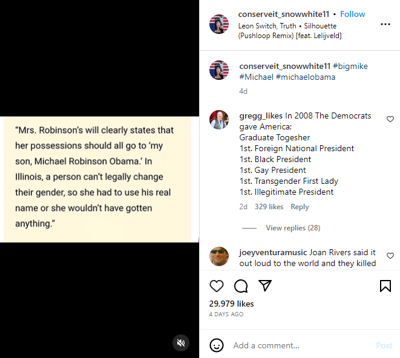 conserveit_snowwhite11 • Follow
Leon Switch, Truth • Silhouette
(Pushloop Remix) [feat. Lelijveld]
conserveit_snowwhite11 #bigmike
#Michael #michaelobama
4d
"Mrs. Robinson's will clearly states that
her possessions should all go to 'my
son, Michael Robinson Obama.' In
Illinois, a person can't legally change
their gender, so she had to use his real
name or she wouldn't have gotten
anything."
gregg_likes In 2008 The Democrats
gave America:
Graduate Togesher
1st. Foreign National President
1st. Black President
1st. Gay President
1st. Transgender First Lady
1st. Illegitimate President
2d 329 likes Reply
View replies (28)
joeyventuramusic Joan Rivers said it
out loud to the world and they killed
29,979 likes
4 DAYS AGO
Add a comment...
Post